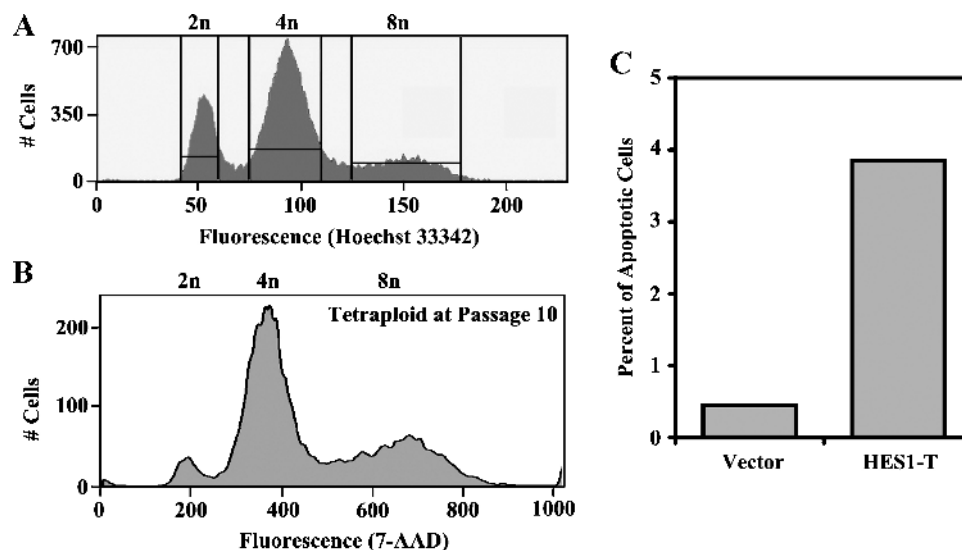 A
2n 4n 8n
# Cells
700
350
0
0 50 100 150 200
Fluorescence (Hoechst 33342)
B
2n 4n 8n
Tetraploid at Passage 10
# Cells
200
100
0
0 200 400 600 800 1000
Fluorescence (7-AAD)
C
Percent of Apoptotic Cells
5
4
3
2
1
0
Vector HES1-T